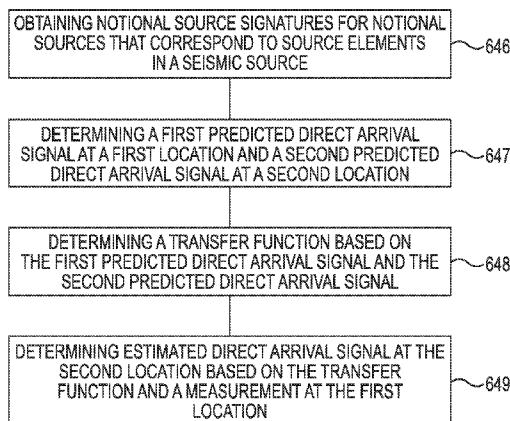 OBTAINING NOTIONAL SOURCE SIGNATURES FOR NOTIONAL
SOURCES THAT CORRESPOND TO SOURCE ELEMENTS
IN A SEISMIC SOURCE
646
DETERMINING A FIRST PREDICTED DIRECT ARRIVAL
SIGNAL AT A FIRST LOCATION AND A SECOND PREDICTED
DIRECT ARRIVAL SIGNAL AT A SECOND LOCATION
647
DETERMINING A TRANSFER FUNCTION BASED ON
THE FIRST PREDICTED DIRECT ARRIVAL SIGNAL AND THE
SECOND PREDICTED DIRECT ARRIVAL SIGNAL
648
DETERMINING ESTIMATED DIRECT ARRIVAL SIGNAL AT THE
SECOND LOCATION BASED ON THE TRANSFER
FUNCTION AND A MEASUREMENT AT THE FIRST
LOCATION
649